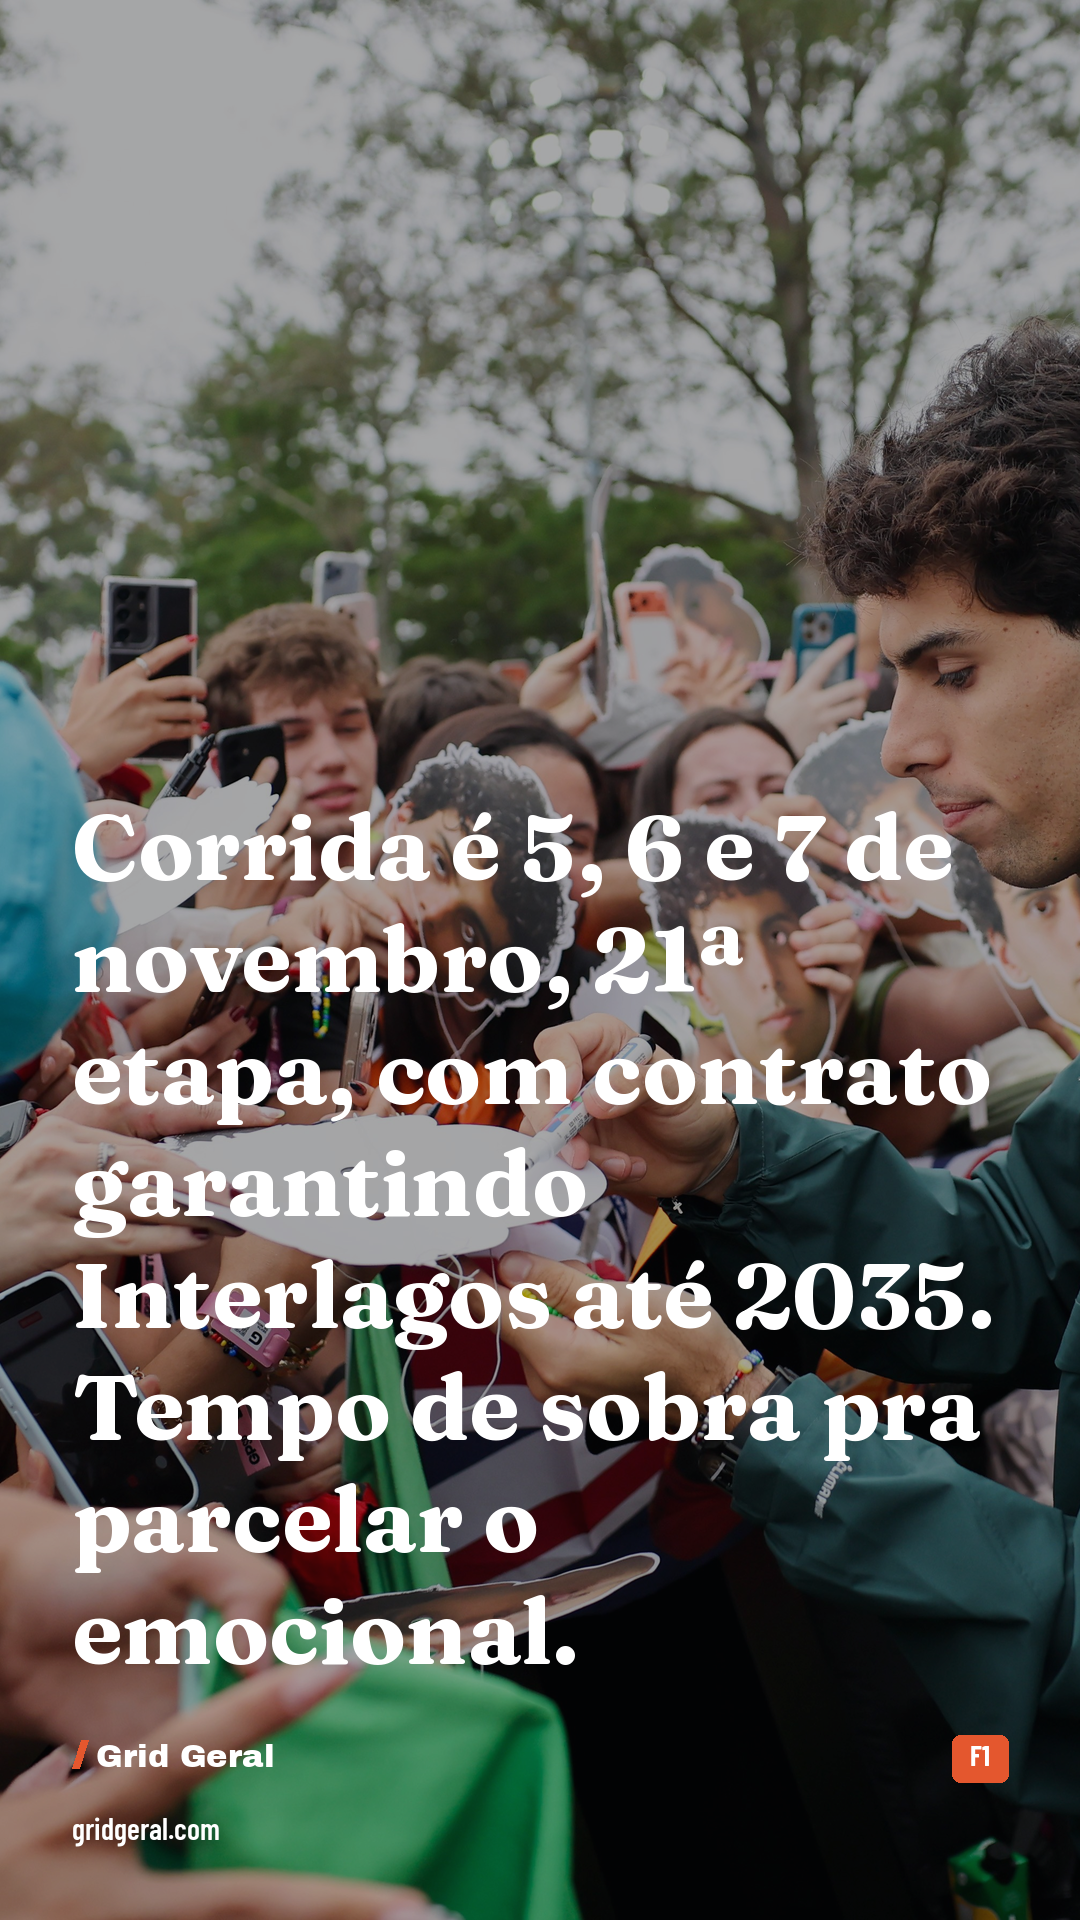 Corrida é 5, 6 e 7 de
novembro, 21ª
etapa, com contrato
garantindo
Interlagos até 2035.
Tempo de sobra pra
parcelar o
emocional.
/ Grid Geral
F1
gridgeral.com